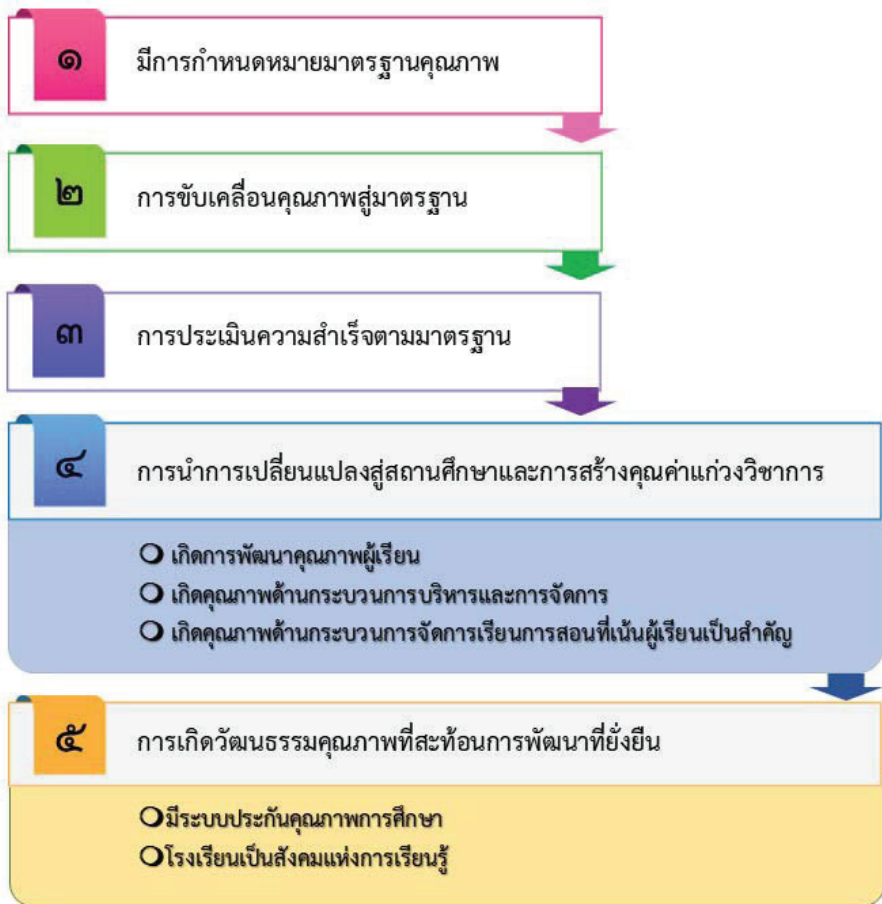 ๑ มีการกำหนดหมายมาตรฐานคุณภาพ
๒ การขับเคลื่อนคุณภาพสู่มาตรฐาน
๓ การประเมินความสำเร็จตามมาตรฐาน
๔ การนำการเปลี่ยนแปลงสู่สถานศึกษาและการสร้างคุณค่าแก่วงวิชาการ
เกิดการพัฒนาคุณภาพผู้เรียน
เกิดคุณภาพด้านกระบวนการบริหารและการจัดการ
เกิดคุณภาพด้านกระบวนการจัดการเรียนการสอนที่เน้นผู้เรียนเป็นสำคัญ
๕ การเกิดวัฒนธรรมคุณภาพที่สะท้อนการพัฒนาที่ยั่งยืน
มีระบบประกันคุณภาพการศึกษา
โรงเรียนเป็นสังคมแห่งการเรียนรู้